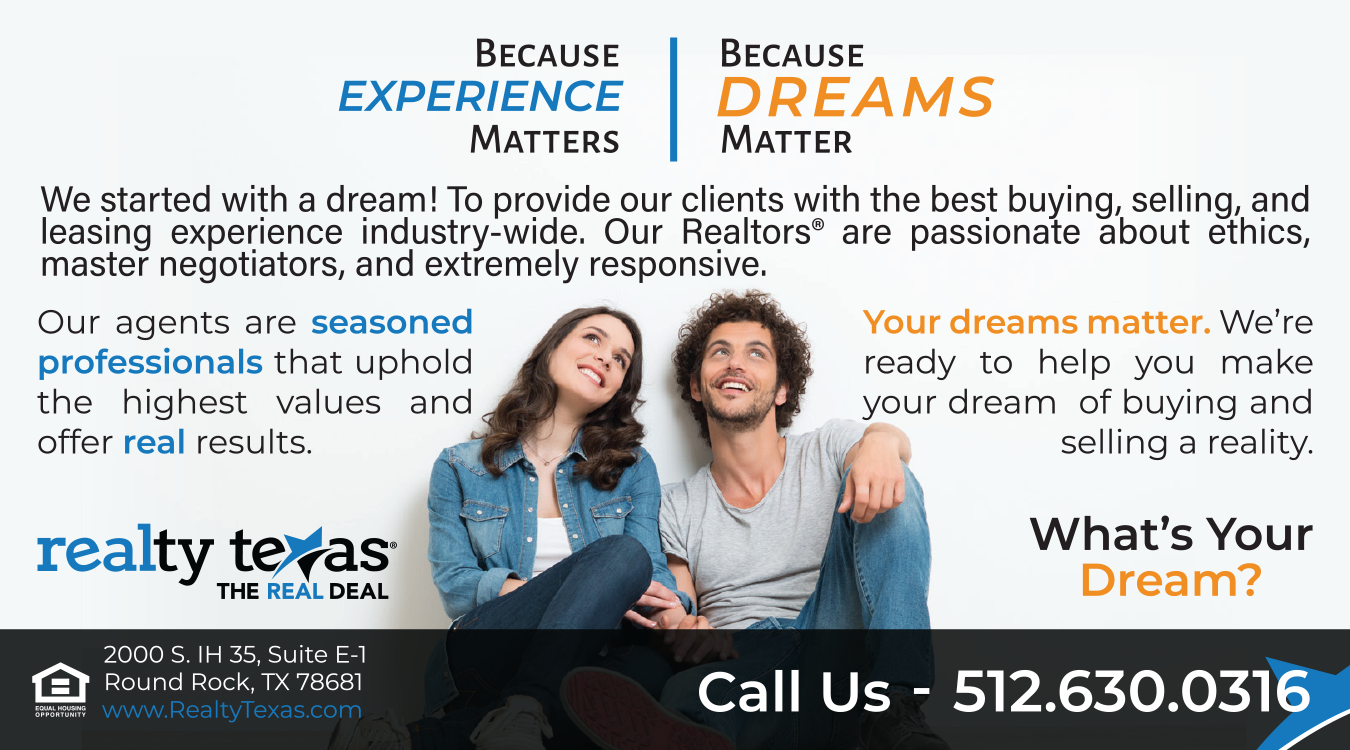 BECAUSE
EXPERIENCE
MATTERS
BECAUSE
DREAMS
MATTER
We started with a dream! To provide our clients with the best buying, selling, and
leasing experience industry-wide. Our Realtors® are passionate about ethics,
master negotiators, and extremely responsive.
Our agents are seasoned
professionals that uphold
the highest values and
offer real results.
Your dreams matter. We're
ready to help you make
your dream of buying and
selling a reality.
realty texas®
THE REAL DEAL
What's Your
Dream?
EQUAL HOUSING
OPPORTUNITY
2000 S. IH 35, Suite E-1
Round Rock, TX 78681
www.RealtyTexas.com
Call Us - 512.630.0316